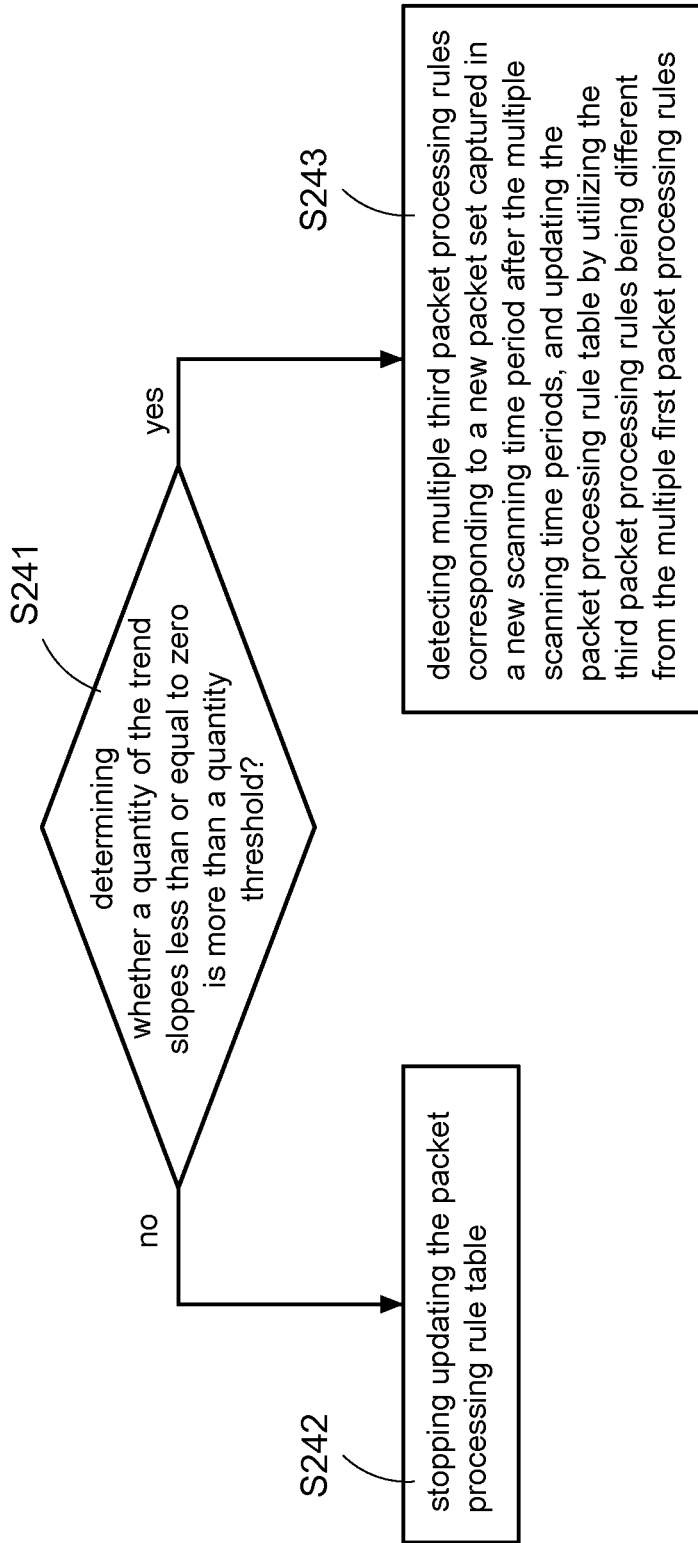 S241
determining
whether a quantity of the trend
slopes less than or equal to zero
is more than a quantity
threshold?
no
yes
S242
stopping updating the packet
processing rule table
S243
detecting multiple third packet processing rules
corresponding to a new packet set captured in
a new scanning time period after the multiple
scanning time periods, and updating the
packet processing rule table by utilizing the
third packet processing rules being different
from the multiple first packet processing rules